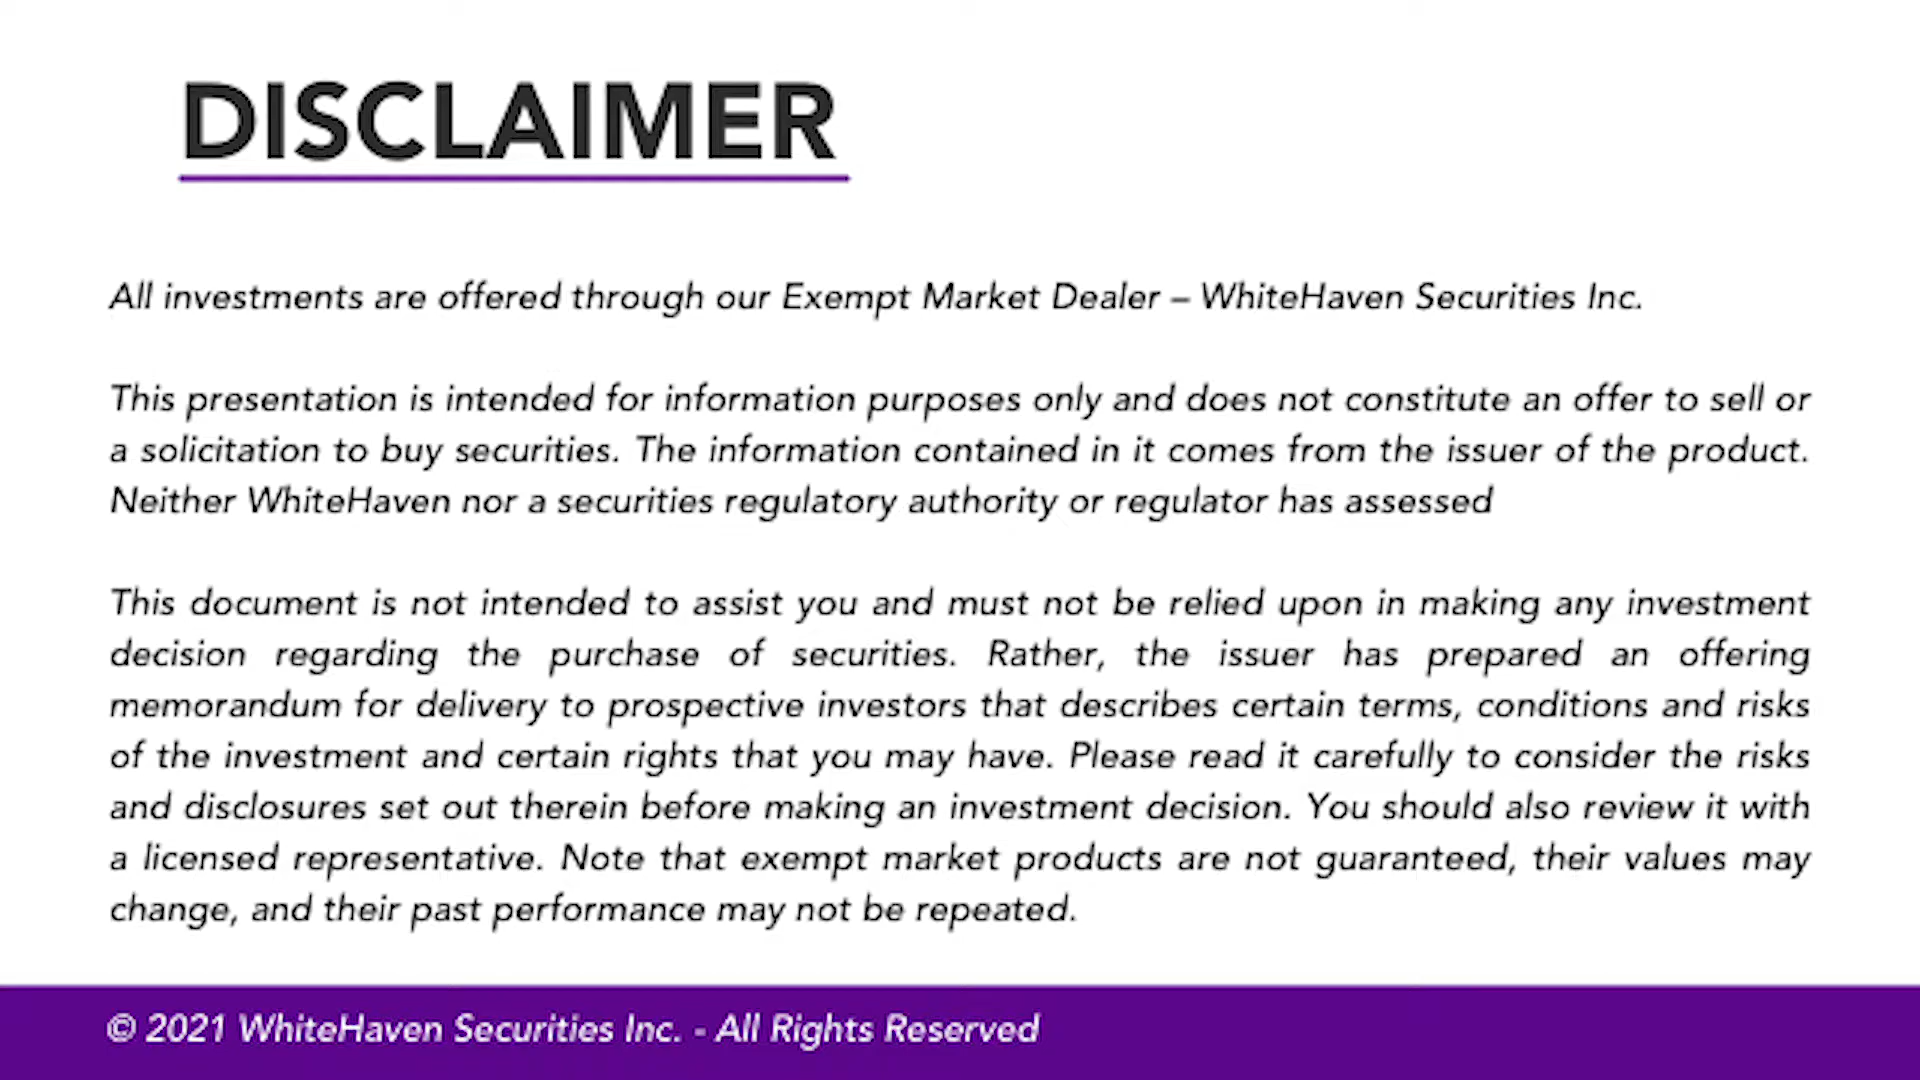 DISCLAIMER
All investments are offered through our Exempt Market Dealer – WhiteHaven Securities Inc.
This presentation is intended for information purposes only and does not constitute an offer to sell or
a solicitation to buy securities. The information contained in it comes from the issuer of the product.
Neither WhiteHaven nor a securities regulatory authority or regulator has assessed
This document is not intended to assist you and must not be relied upon in making any investment
decision regarding the purchase of securities. Rather, the issuer has prepared an offering
memorandum for delivery to prospective investors that describes certain terms, conditions and risks
of the investment and certain rights that you may have. Please read it carefully to consider the risks
and disclosures set out therein before making an investment decision. You should also review it with
a licensed representative. Note that exempt market products are not guaranteed, their values may
change, and their past performance may not be repeated.
© 2021 WhiteHaven Securities Inc. - All Rights Reserved